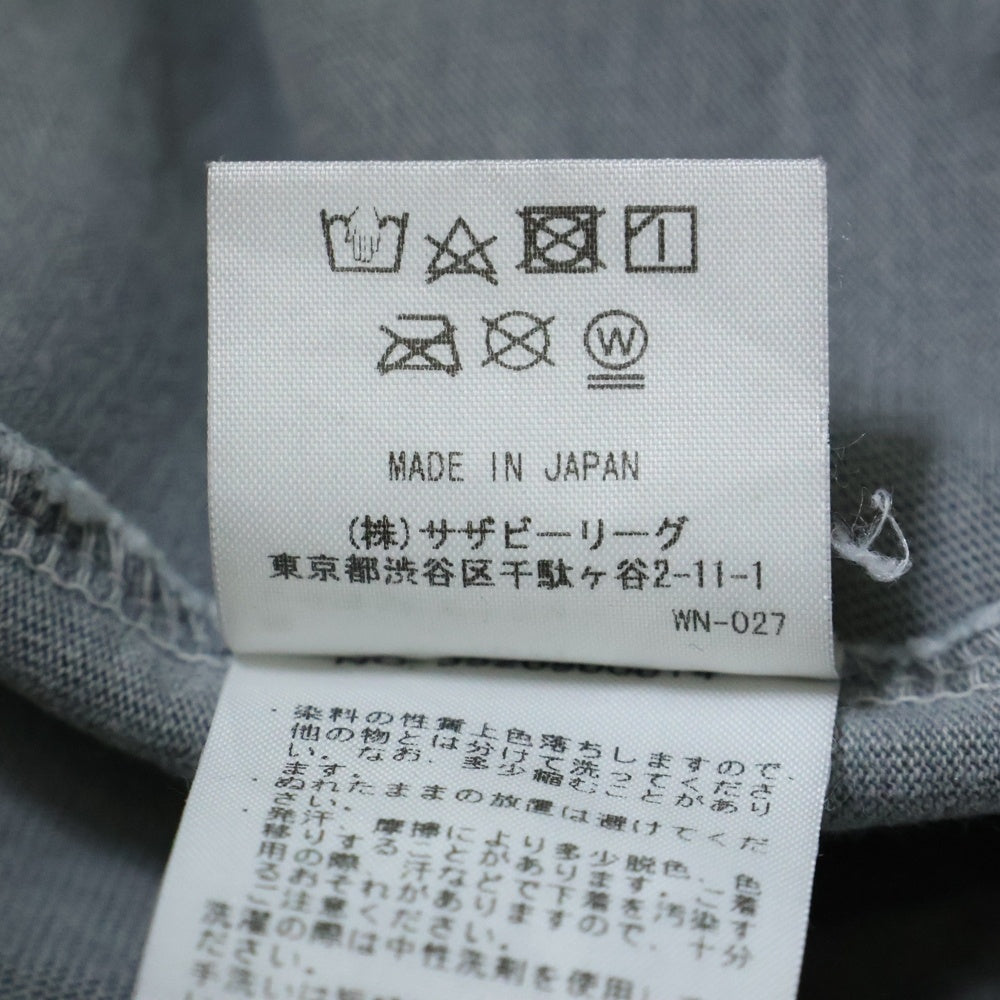 MADE IN JAPAN
(株)サザビーリーグ
東京都渋谷区千駄ヶ谷2-11-1
WN-027
・染料の性質上色落ちしますので、
他の物とは分けて洗ってくださ
い。なお、多少縮むことがあり
ます。
・ぬれたままの放置は避けてくだ
さい。
発汗、摩擦により多少脱色、色
移りすることがあります。ご着
用の際、汗などで下着
るおそれがありますので、十分
ご注意ください。
洗濯の際は中性洗剤を使用し
ださい。
手洗いは